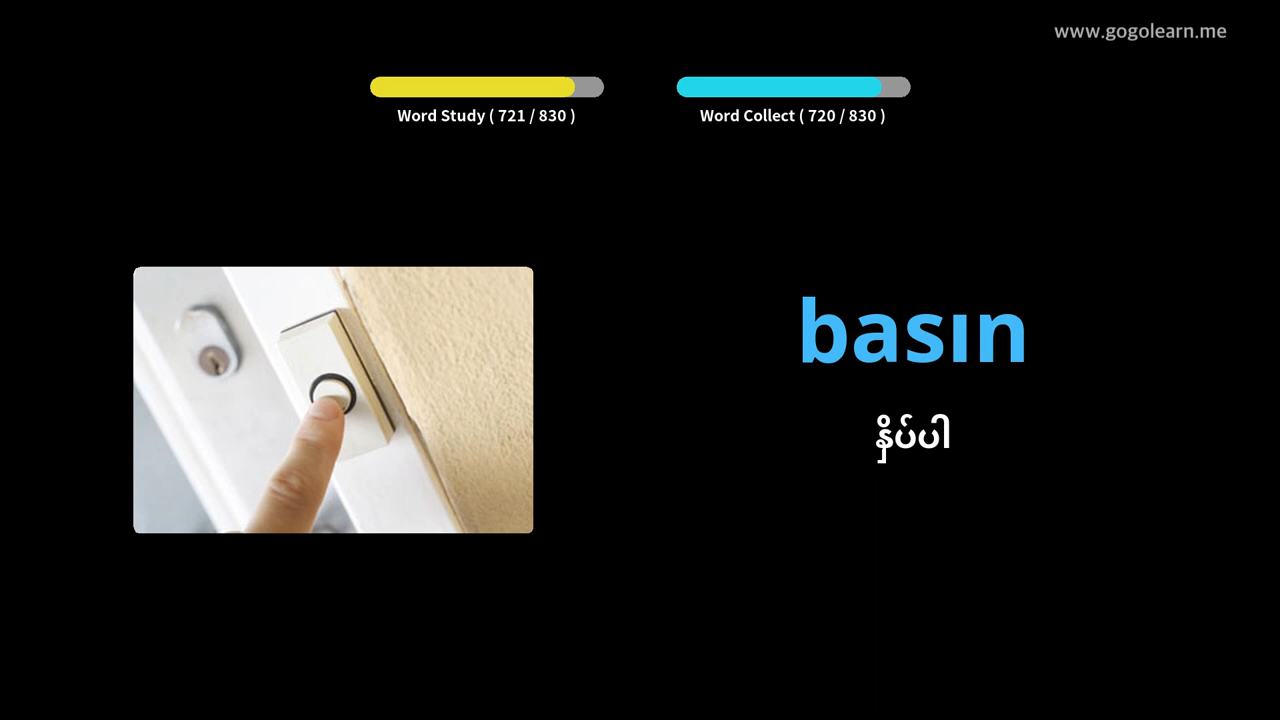 www.gogolearn.me
Word Study ( 721 / 830 )
Word Collect ( 720 / 830 )
basın
နှိပ်ပါ